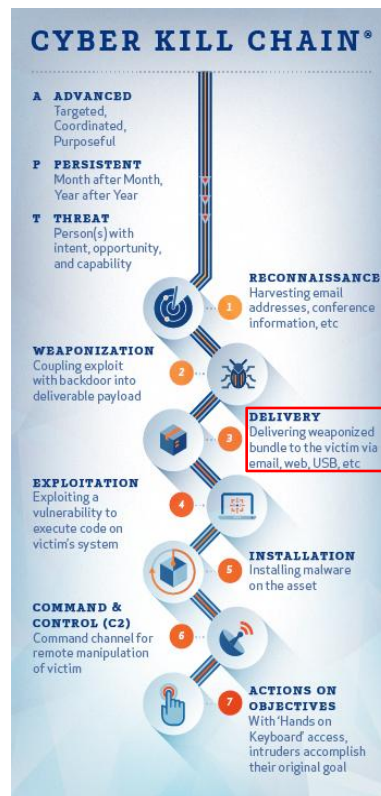 CYBER KILL CHAIN®
A ADVANCED
Targeted,
Coordinated,
Purposeful
P PERSISTENT
Month after Month,
Year after Year
T THREAT
Person(s) with
intent, opportunity,
and capability
RECONNAISSANCE
Harvesting email
addresses, conference
information, etc
1
WEAPONIZATION
Coupling exploit
with backdoor into
deliverable payload
2
DELIVERY
Delivering weaponized
bundle to the victim via
email, web, USB, etc
3
EXPLOITATION
Exploiting a
vulnerability to
execute code on
victim's system
4
INSTALLATION
Installing malware
on the asset
5
COMMAND &
CONTROL (C2)
Command channel for
remote manipulation
of victim
6
ACTIONS ON
OBJECTIVES
With 'Hands on
Keyboard' access,
intruders accomplish
their original goal
7